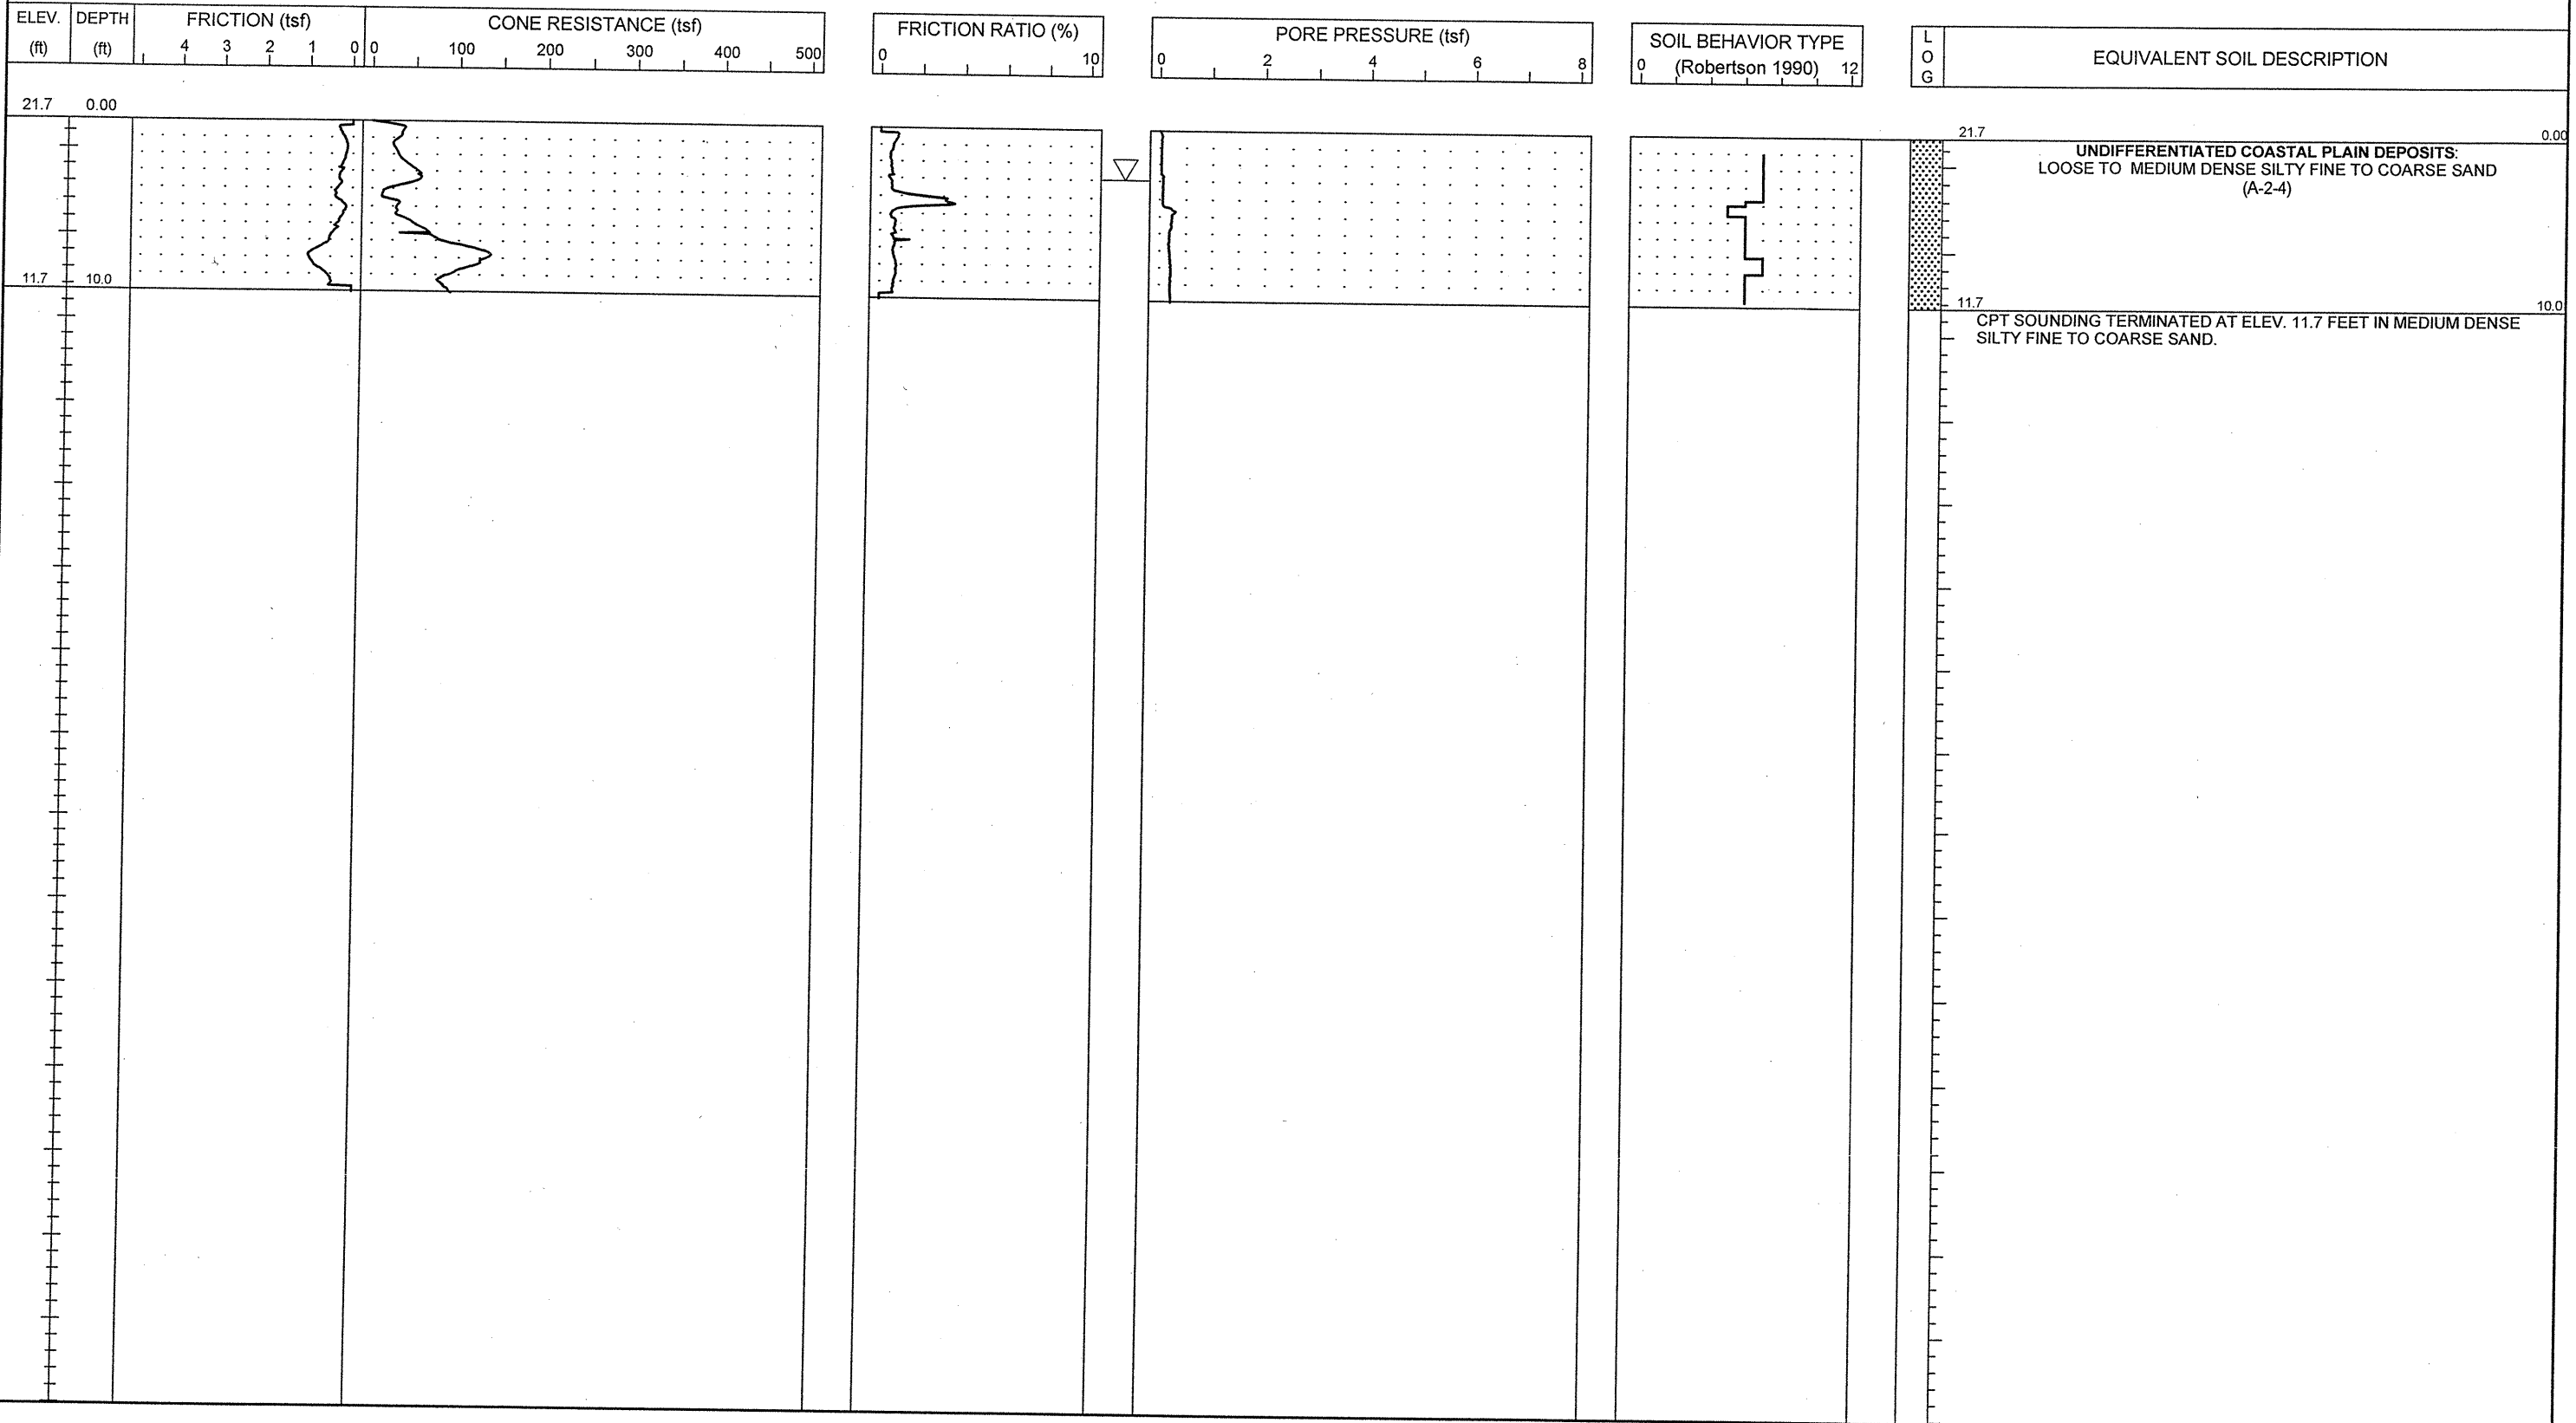 ELEV. DEPTH FRICTION (tsf) CONE RESISTANCE (tsf) FRICTION RATIO (%) PORE PRESSURE (tsf) SOIL BEHAVIOR TYPE L EQUIVALENT SOIL DESCRIPTION
(ft) (ft) 4 3 2 1 0 0 100 200 300 400 500 0 10 0 2 4 6 8 0 (Robertson 1990) 12 O
G
21.7 0.00
21.7 0.00
UNDIFFERENTIATED COASTAL PLAIN DEPOSITS:
LOOSE TO MEDIUM DENSE SILTY FINE TO COARSE SAND
(A-2-4)
11.7 10.0
11.7 10.0
CPT SOUNDING TERMINATED AT ELEV. 11.7 FEET IN MEDIUM DENSE
SILTY FINE TO COARSE SAND.